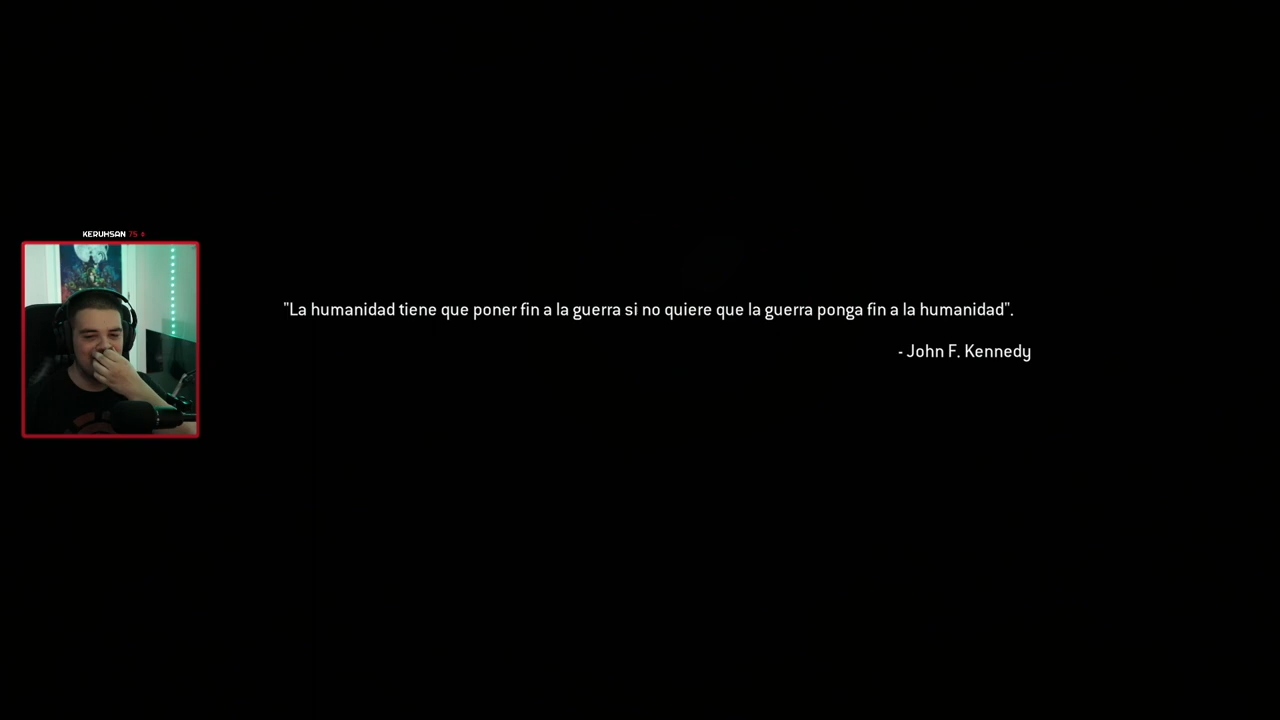 KERUHSAN 75
"La humanidad tiene que poner fin a la guerra si no quiere que la guerra ponga fin a la humanidad".
- John F. Kennedy